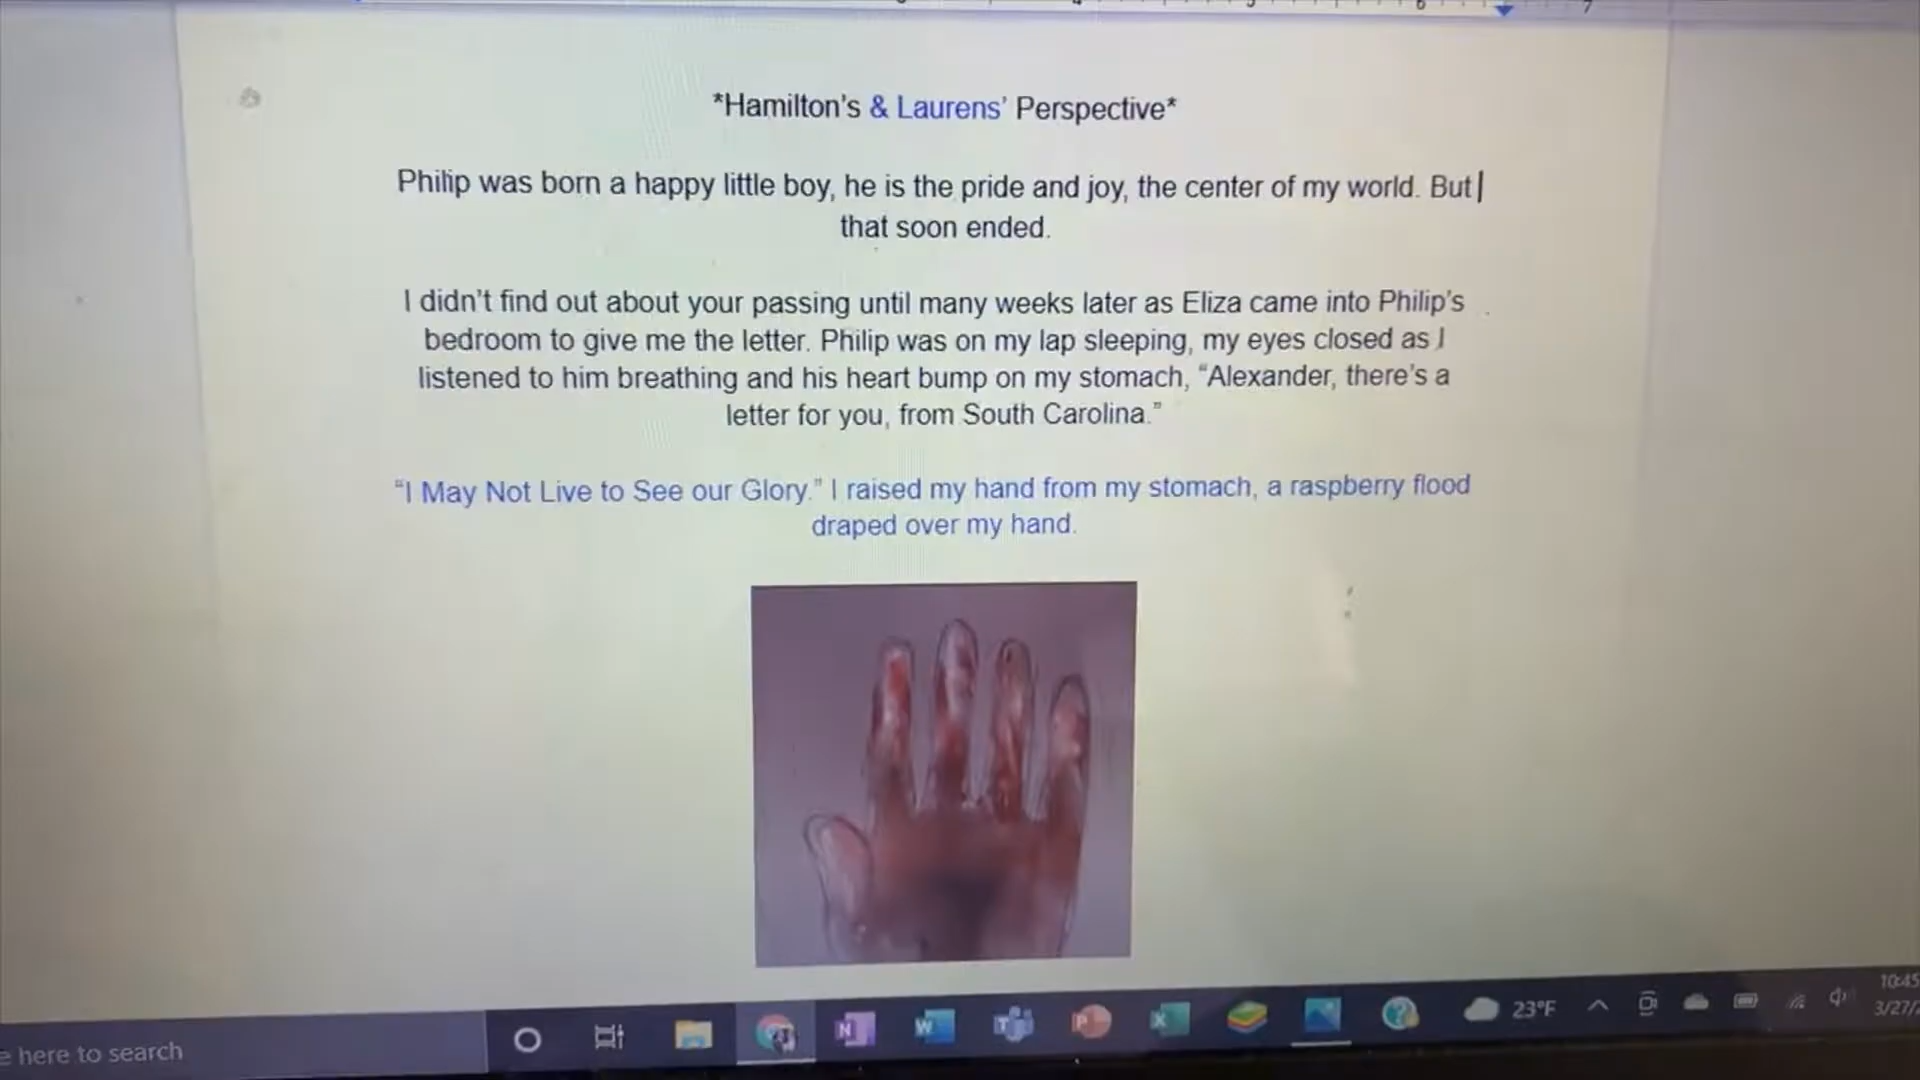 *Hamilton's & Laurens' Perspective*
Philip was born a happy little boy, he is the pride and joy, the center of my world. But
that soon ended.
I didn't find out about your passing until many weeks later as Eliza came into Philip's
bedroom to give me the letter. Philip was on my lap sleeping, my eyes closed as I
listened to him breathing and his heart bump on my stomach, “Alexander, there's a
letter for you, from South Carolina.”
“I May Not Live to See our Glory.” I raised my hand from my stomach, a raspberry flood
draped over my hand.
e here to search
23°F
10:45
3/27/